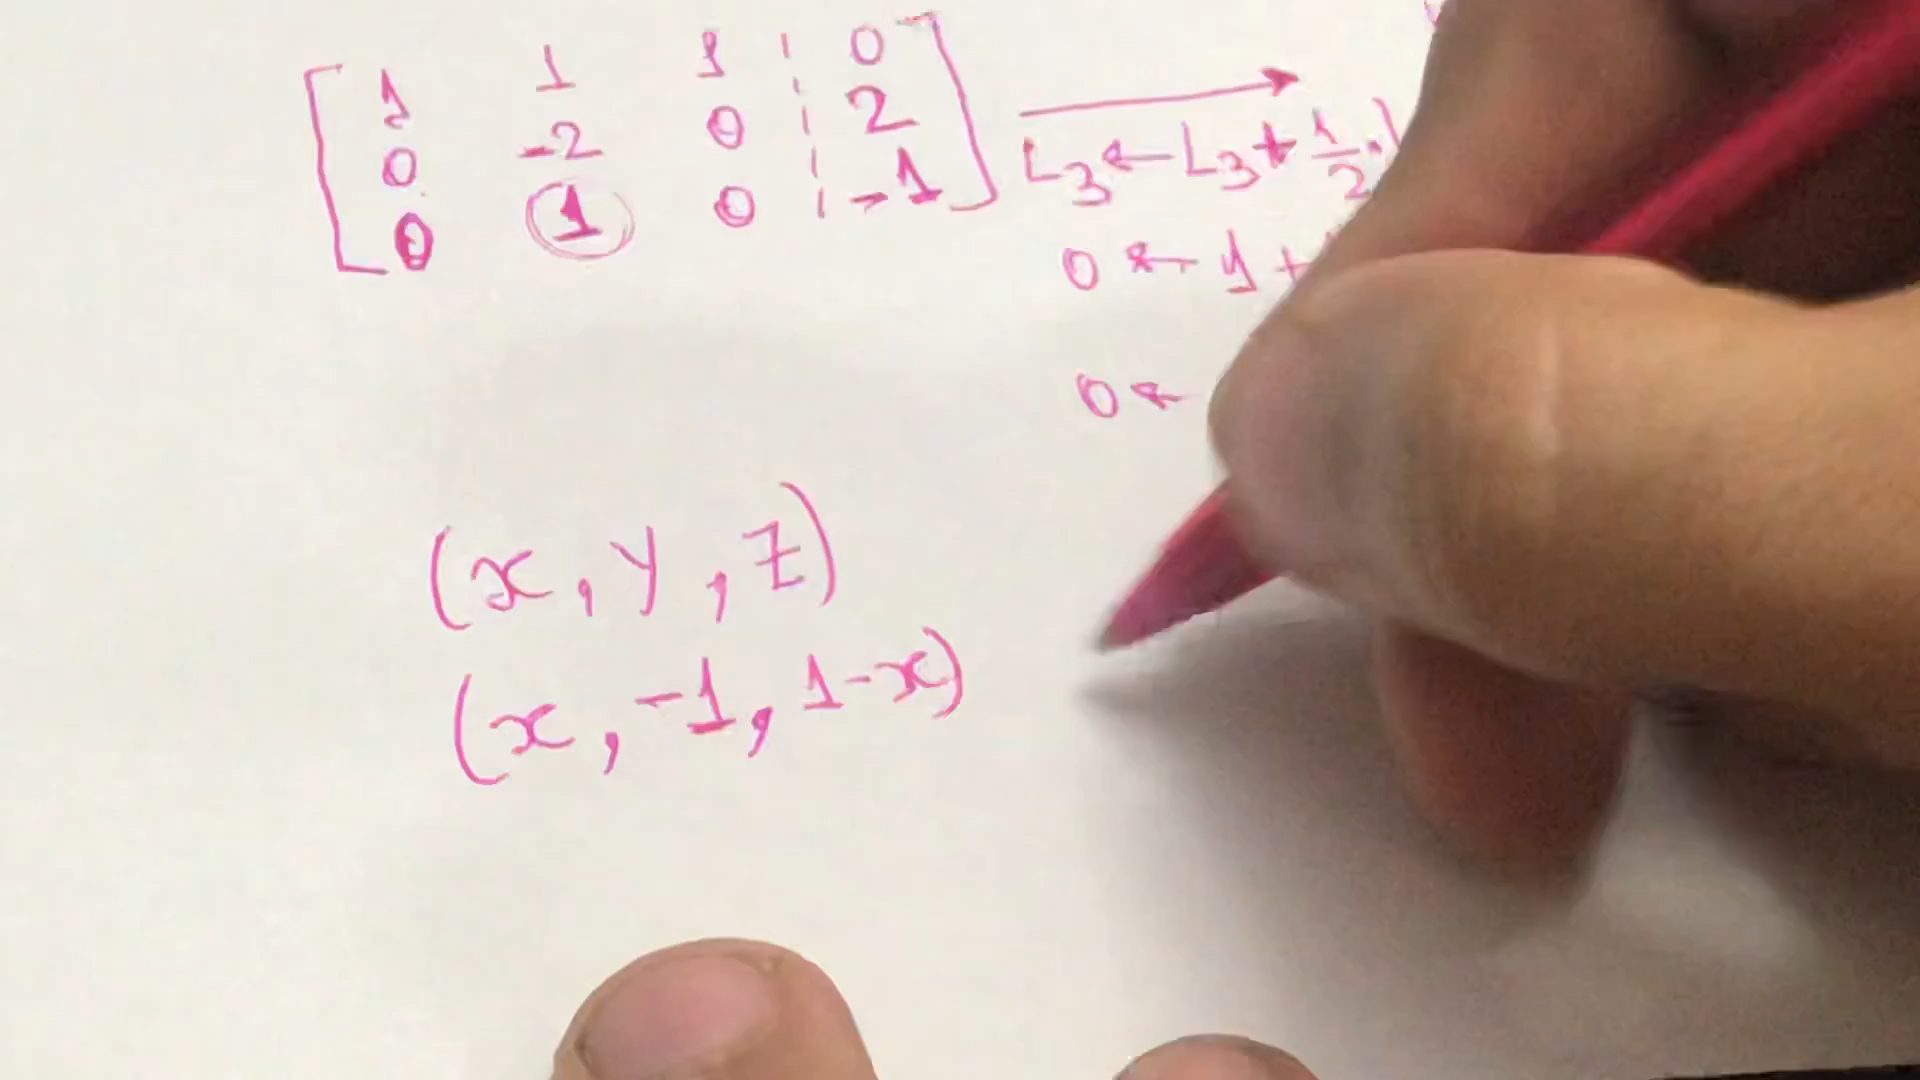 1 1 1 0
0 -2 0 2
0 1 0 -1
L3 ← L3 + 1/2 .
0 ← y +
0 ←
(x, y, z)
(x, -1, 1-x)